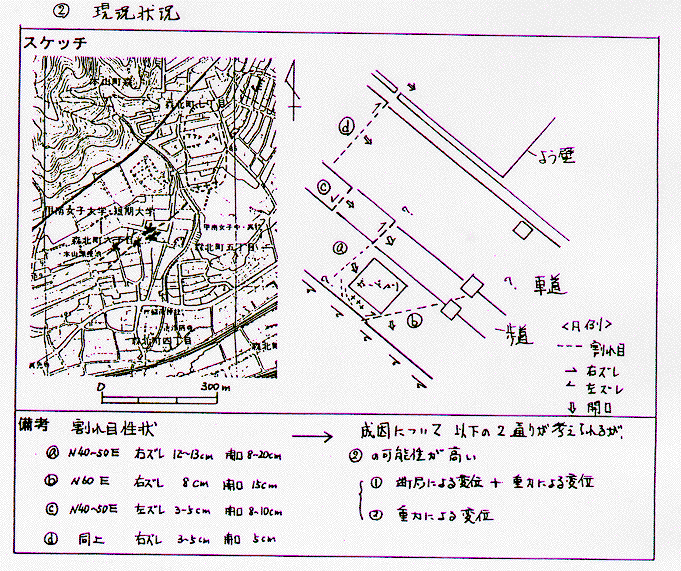 ② 現況状況
スケッチ
本山町森
森北町七丁目
甲南女子大学・短期大学
甲南女子中・高校
森北町六丁目
森北町五丁目
森北町四丁目
0 300m
ⓓ
ⓒ
ⓐ
ⓑ
?
?
?
よう壁
車道
歩道
<凡例>
割れ目
右ズレ
左ズレ
開口
備考 割れ目性状
ⓐ N40~50E 右ズレ 12~13cm 開口 8~20cm
ⓑ N60E 右ズレ 8cm 開口 15cm
ⓒ N40~50E 左ズレ 3~5cm 開口 8~10cm
ⓓ 同上 右ズレ 3~5cm 開口 5cm
→ 成因について以下の2通りが考えられるが、
②の可能性が高い
① 断層による変位 + 重力による変位
② 重力による変位